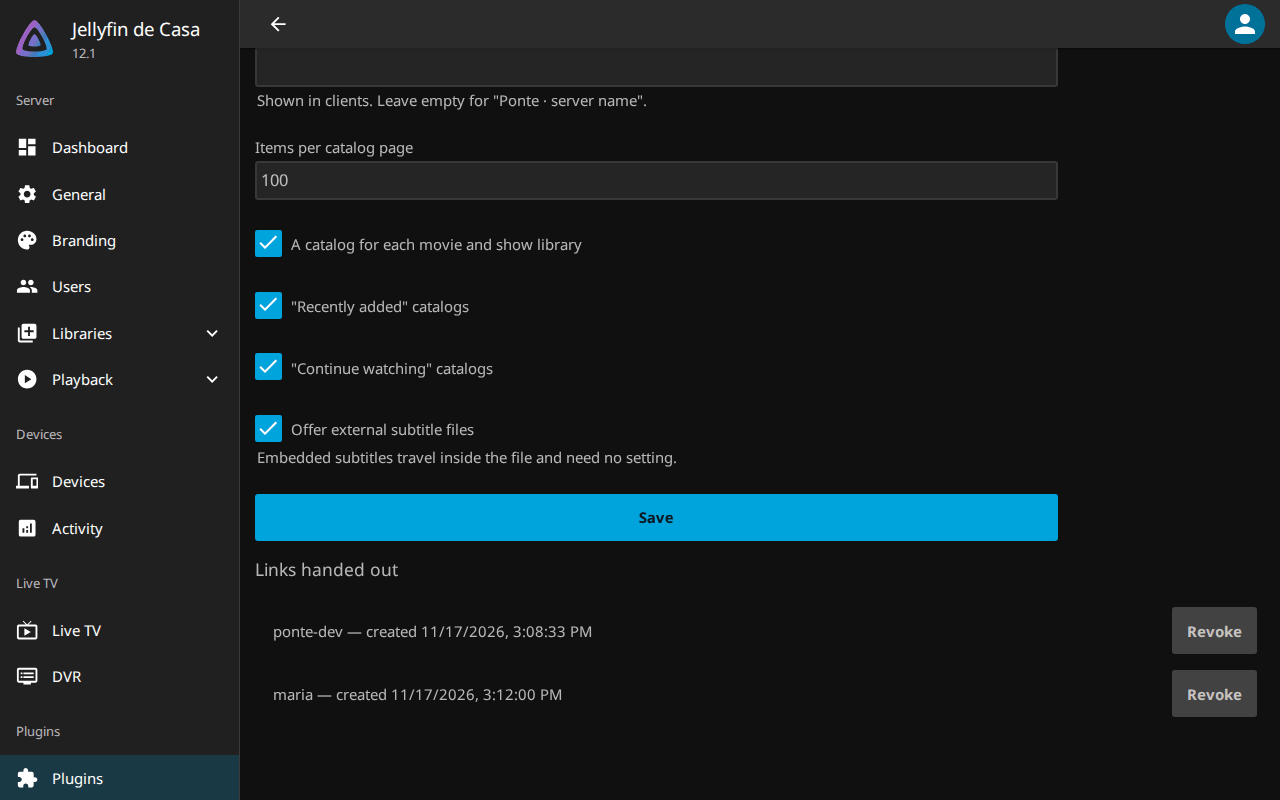 Jellyfin de Casa
12.1
Server
Dashboard
General
Branding
Users
Libraries
Playback
Devices
Devices
Activity
Live TV
Live TV
DVR
Plugins
Plugins
Shown in clients. Leave empty for "Ponte · server name".
Items per catalog page
100
A catalog for each movie and show library
"Recently added" catalogs
"Continue watching" catalogs
Offer external subtitle files
Embedded subtitles travel inside the file and need no setting.
Save
Links handed out
ponte-dev — created 11/17/2026, 3:08:33 PM
Revoke
maria — created 11/17/2026, 3:12:00 PM
Revoke